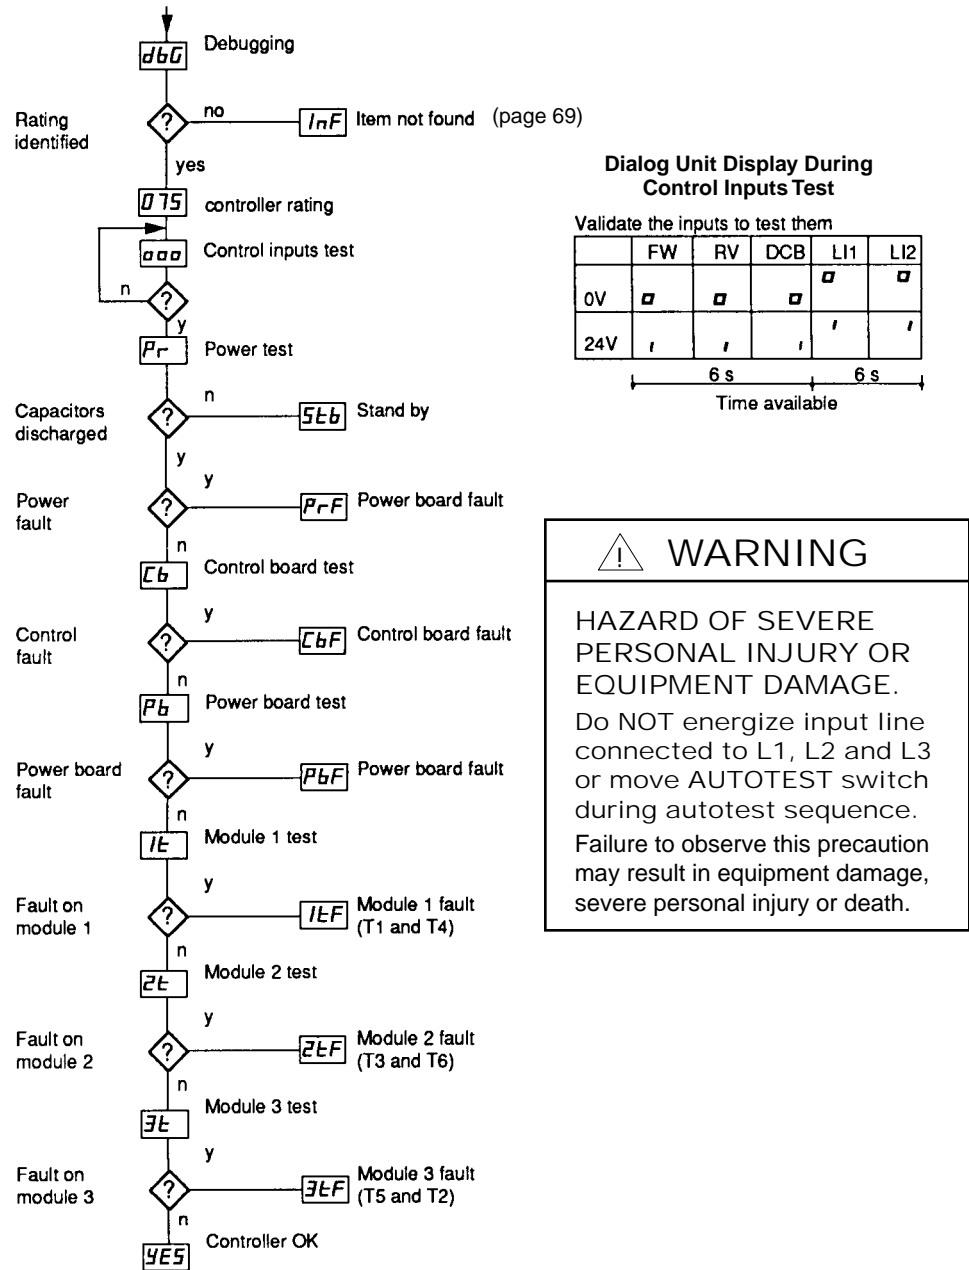 dbG Debugging
Rating
identified
? no InF Item not found (page 69)
yes
075 controller rating
ooo Control inputs test
n ?
y
Pr Power test
Capacitors
discharged
? n Stb Stand by
y
Power
fault
? y PrF Power board fault
n
Cb Control board test
Control
fault
? y CbF Control board fault
n
Pb Power board test
Power board
fault
? y PbF Power board fault
n
1t Module 1 test
Fault on
module 1
? y 1tF Module 1 fault
(T1 and T4)
n
2t Module 2 test
Fault on
module 2
? y 2tF Module 2 fault
(T3 and T6)
n
3t Module 3 test
Fault on
module 3
? y 3tF Module 3 fault
(T5 and T2)
n
YES Controller OK
Dialog Unit Display During
Control Inputs Test
Validate the inputs to test them
FW RV DCB LI1 LI2
o o
0V o o o
ı ı
24V ı ı ı
6 s 6 s
Time available
! WARNING
HAZARD OF SEVERE
PERSONAL INJURY OR
EQUIPMENT DAMAGE.
Do NOT energize input line
connected to L1, L2 and L3
or move AUTOTEST switch
during autotest sequence.
Failure to observe this precaution
may result in equipment damage,
severe personal injury or death.